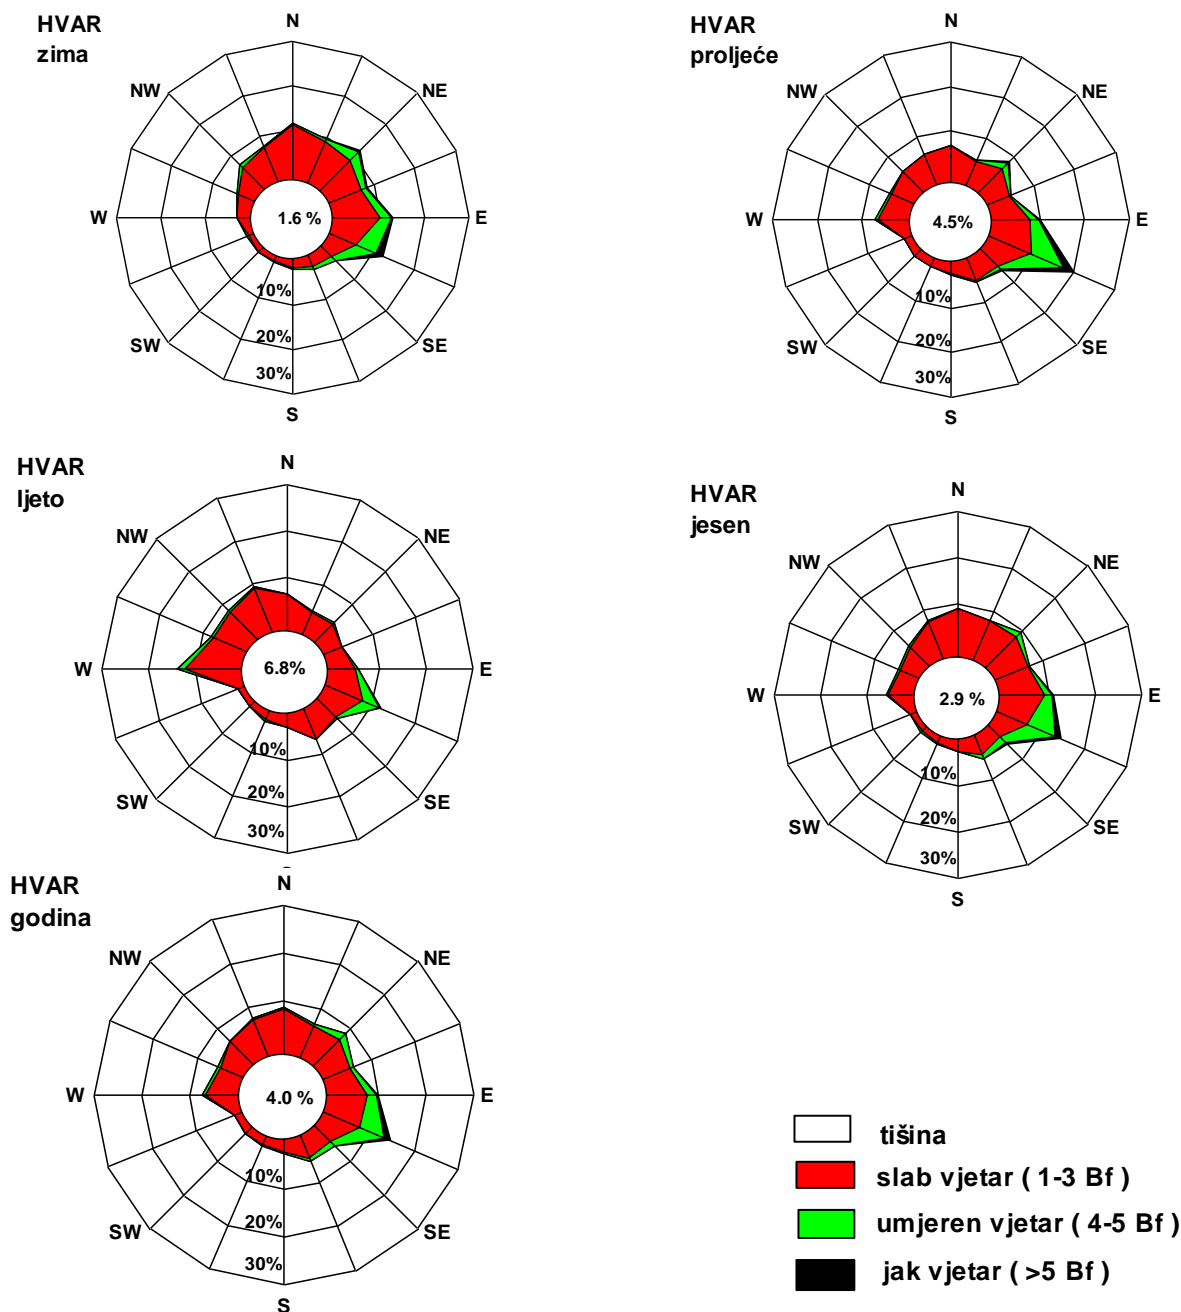 HVAR
zima
N
NW
NE
W
1.6 %
E
10%
20%
30%
SW
SE
S
HVAR
proljeće
N
NW
NE
W
4.5%
E
10%
20%
30%
SW
SE
S
HVAR
ljeto
N
NW
NE
W
6.8%
E
10%
20%
30%
SW
SE
HVAR
jesen
N
NW
NE
W
2.9 %
E
10%
20%
30%
SW
SE
S
HVAR
godina
N
NW
NE
W
4.0 %
E
10%
20%
30%
SW
SE
S
tišina
slab vjetar ( 1-3 Bf )
umjeren vjetar ( 4-5 Bf )
jak vjetar ( >5 Bf )